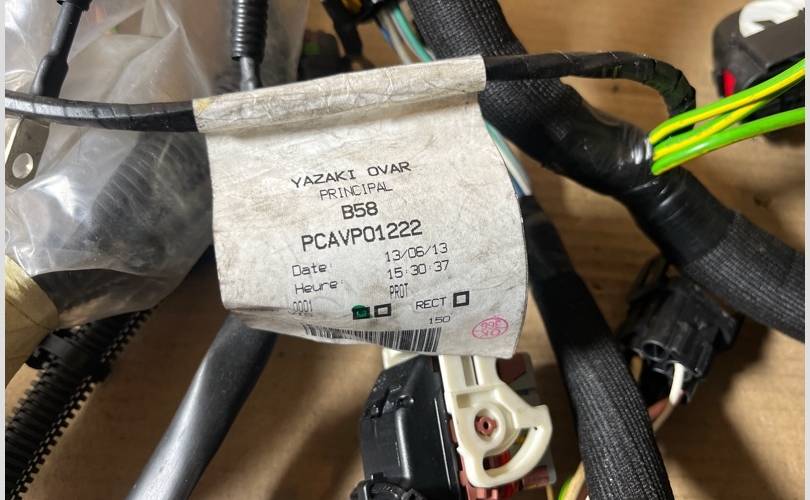 YAZAKI OVAR
PRINCIPAL
B58
PCAVP01222
Date 13/06/13
Heure: 15:30:37
0001 PROT
RECT
150